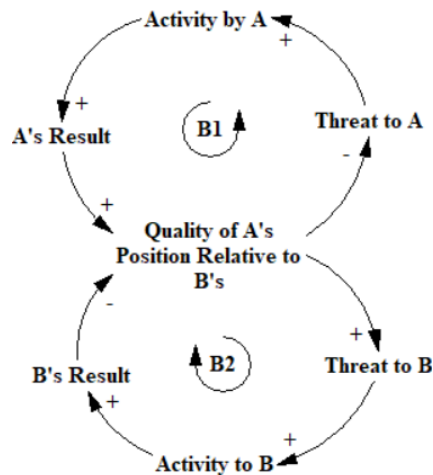 Activity by A
+
+
A's Result
B1
Threat to A
-
+
Quality of A's
Position Relative to
B's
-
+
B's Result
B2
Threat to B
+
+
Activity to B